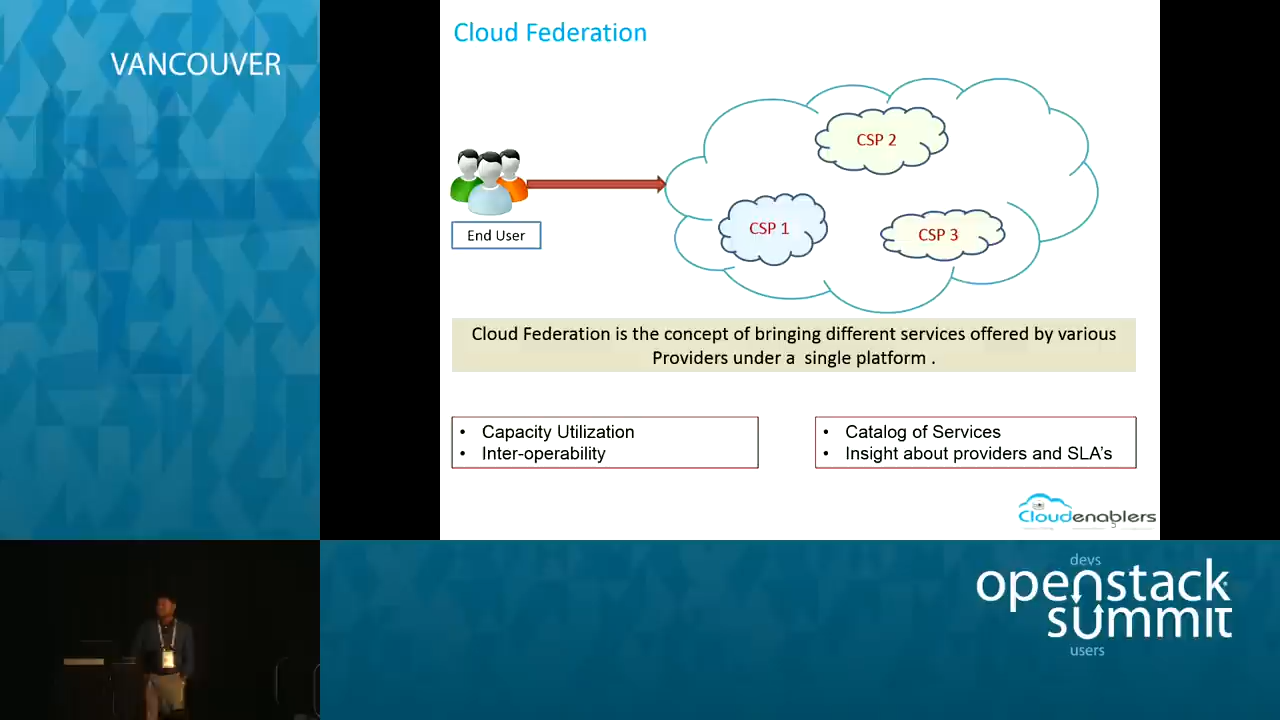 VANCOUVER
Cloud Federation
CSP 2
CSP 1
CSP 3
End User
Cloud Federation is the concept of bringing different services offered by various
Providers under a single platform .
• Capacity Utilization
• Inter-operability
• Catalog of Services
• Insight about providers and SLA's
Cloudenablers
5
devs
openstack
summit
users